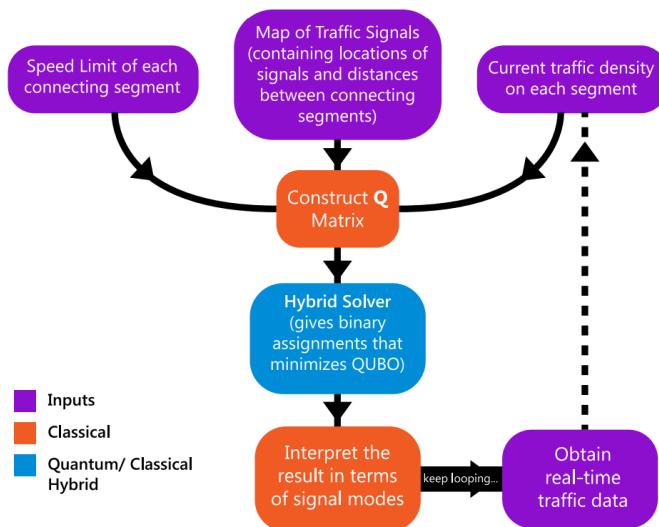 Map of Traffic Signals
(containing locations of
signals and distances
between connecting
segments)
Speed Limit of each
connecting segment
Current traffic density
on each segment
Construct Q
Matrix
Hybrid Solver
(gives binary
assignments that
minimizes QUBO)
Inputs
Classical
Quantum/ Classical
Hybrid
Interpret the
result in terms
of signal modes
keep looping...
Obtain
real-time
traffic data